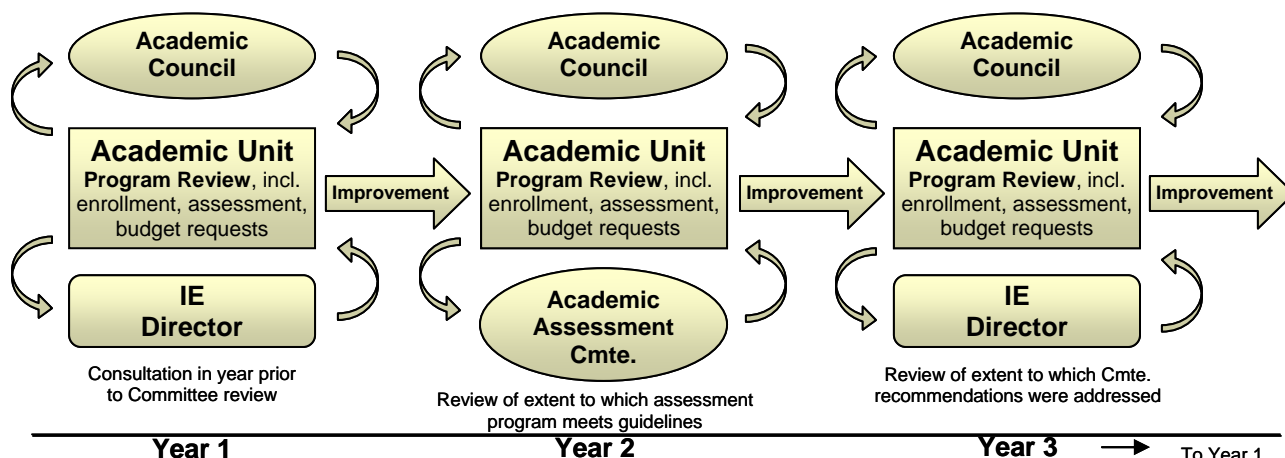 Academic
Council
Academic Unit
Program Review, incl.
enrollment, assessment,
budget requests
IE
Director
Consultation in year prior
to Committee review
Year 1
Improvement
Academic
Council
Academic Unit
Program Review, incl.
enrollment, assessment,
budget requests
Academic
Assessment
Cmte.
Review of extent to which assessment
program meets guidelines
Year 2
Improvement
Academic
Council
Academic Unit
Program Review, incl.
enrollment, assessment,
budget requests
IE
Director
Review of extent to which Cmte.
recommendations were addressed
Year 3
Improvement
To Year 1